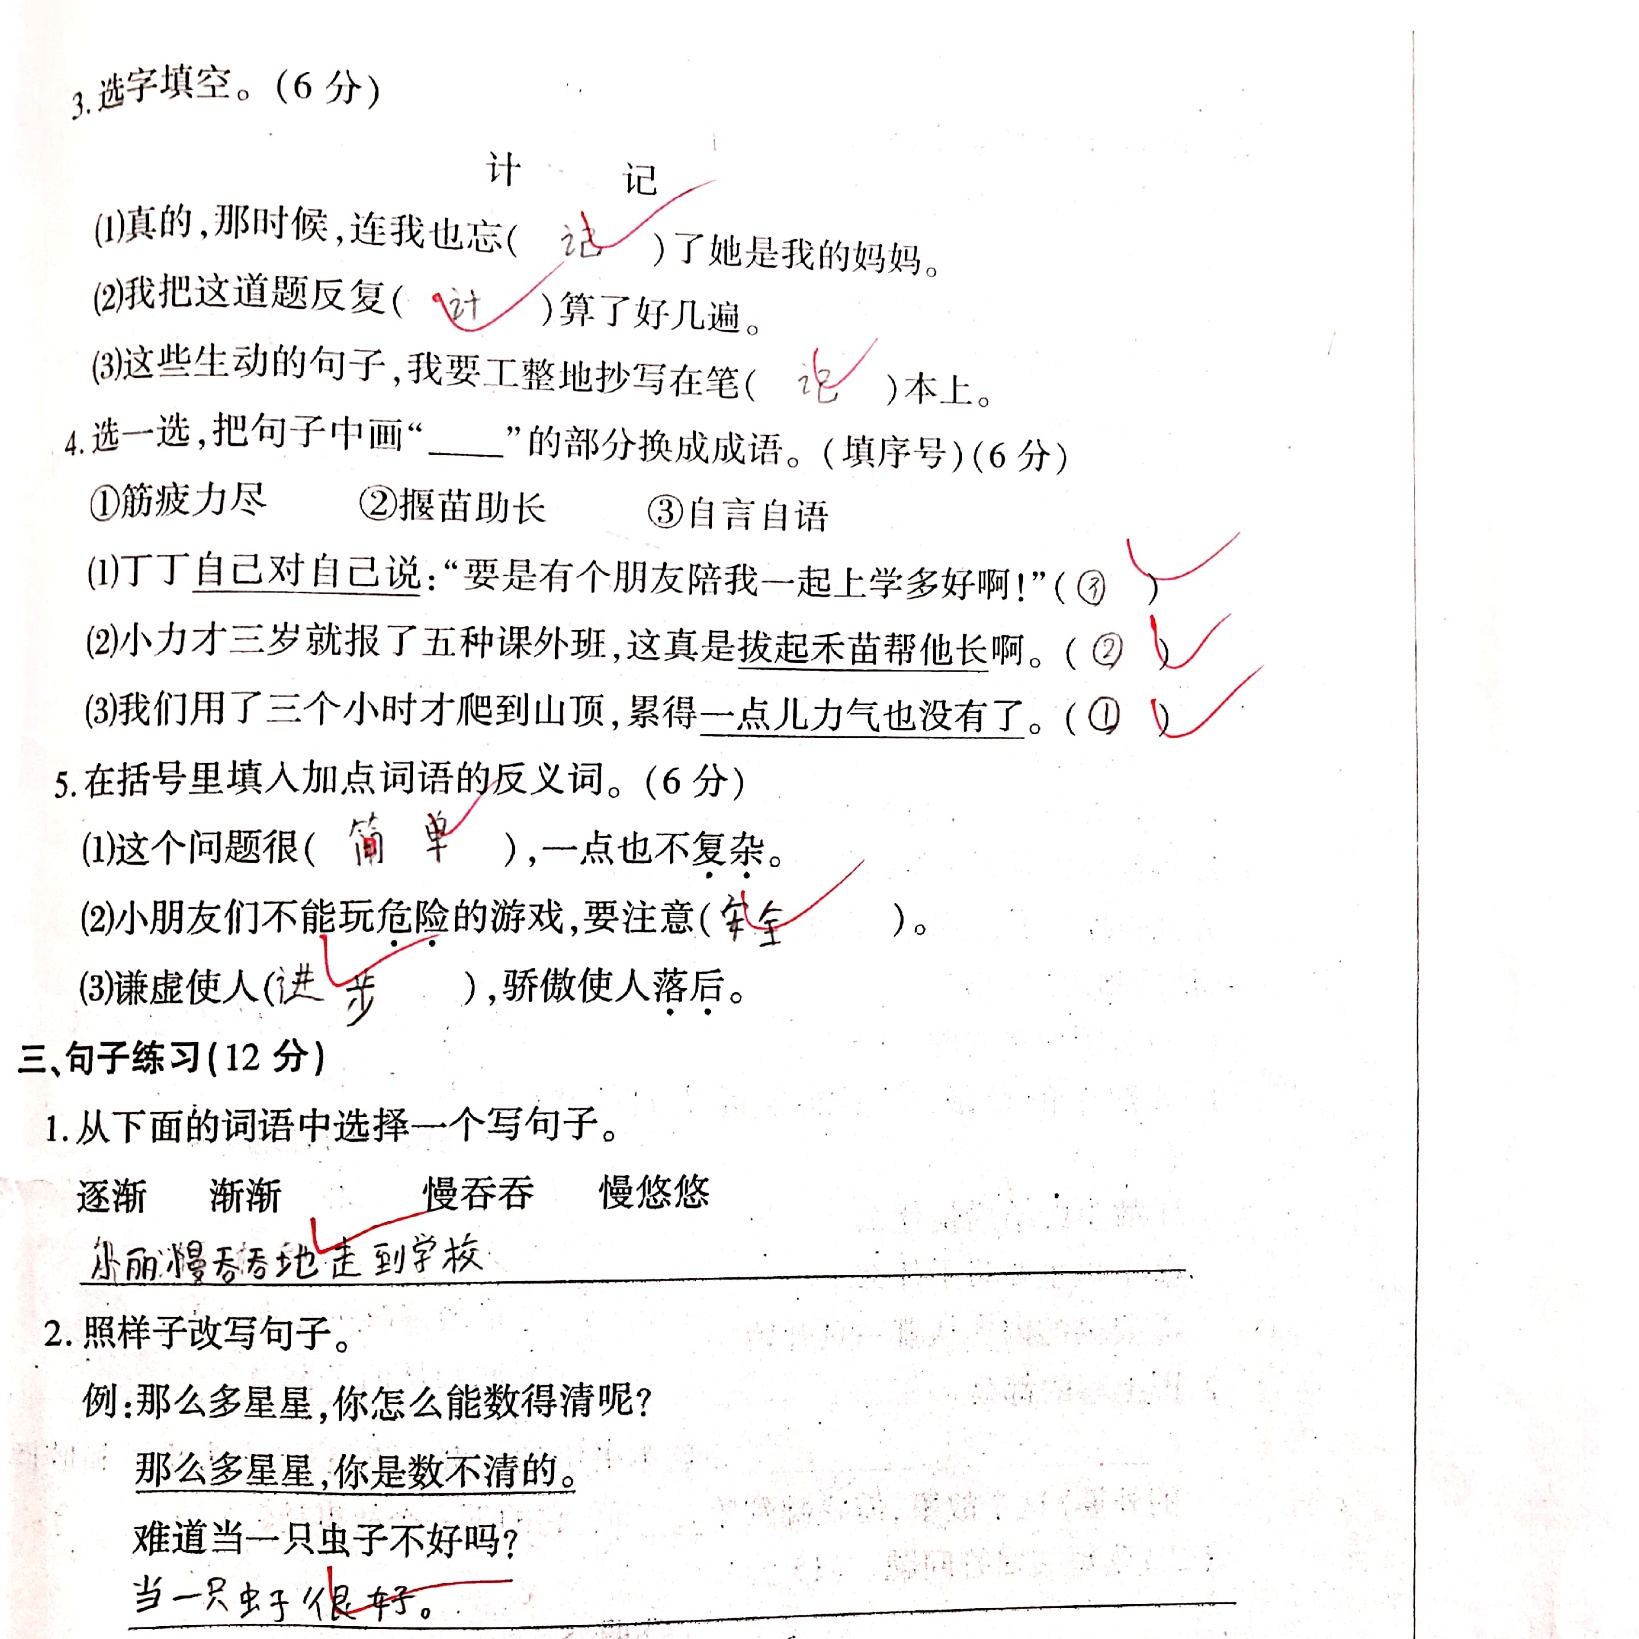 3.选字填空。(6 分)
计 记
⑴真的,那时候,连我也忘( 记 )了她是我的妈妈。
⑵我把这道题反复( 计 )算了好几遍。
⑶这些生动的句子,我要工整地抄写在笔( 记 )本上。
4.选一选,把句子中画“____”的部分换成成语。(填序号)(6 分)
①筋疲力尽 ②揠苗助长 ③自言自语
⑴丁丁自己对自己说:“要是有个朋友陪我一起上学多好啊!”( ③ )
⑵小力才三岁就报了五种课外班,这真是拔起禾苗帮他长啊。( ② )
⑶我们用了三个小时才爬到山顶,累得一点儿力气也没有了。( ① )
5.在括号里填入加点词语的反义词。(6 分)
⑴这个问题很( 简单 ),一点也不复杂。
⑵小朋友们不能玩危险的游戏,要注意( 安全 )。
⑶谦虚使人( 进步 ),骄傲使人落后。
三、句子练习(12 分)
1.从下面的词语中选择一个写句子。
逐渐 渐渐 慢吞吞 慢悠悠
小丽慢吞吞地走到学校
2.照样子改写句子。
例:那么多星星,你怎么能数得清呢?
那么多星星,你是数不清的。
难道当一只虫子不好吗?
当一只虫子很好。